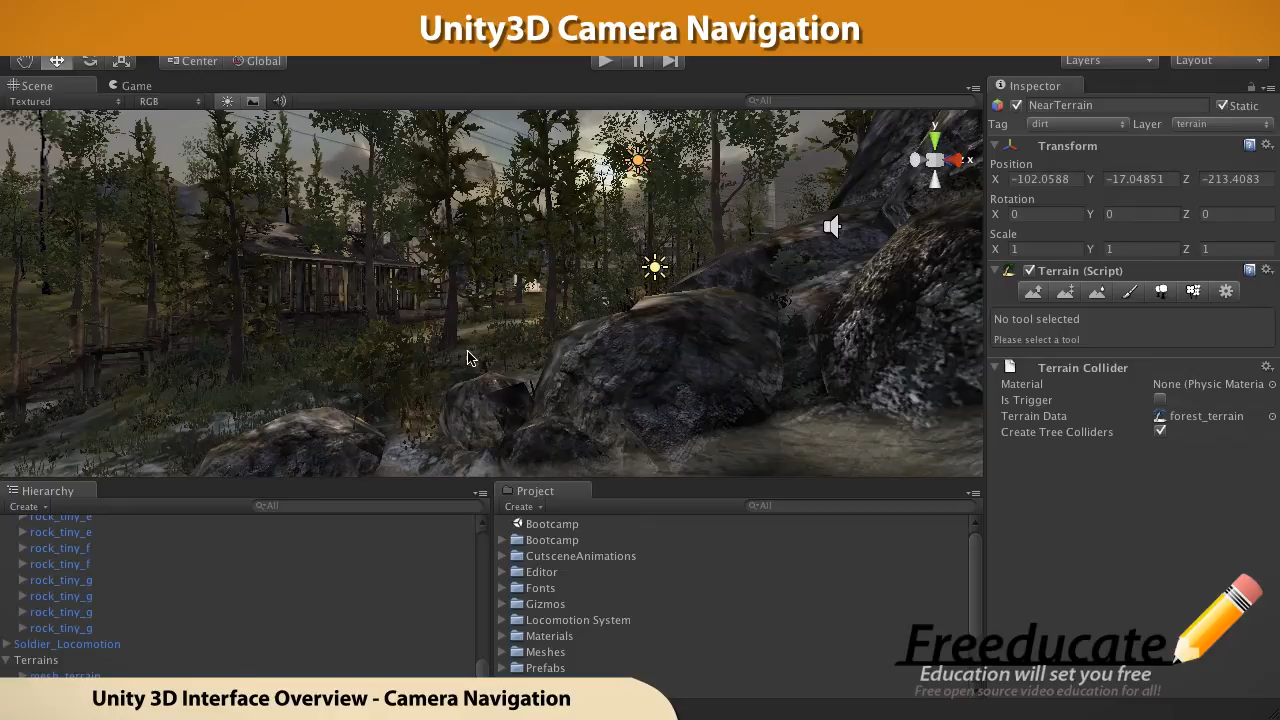 Unity3D Camera Navigation
Center Global Layers Layout
Scene Game
Textured RGB All
Inspector
NearTerrain Static
Tag dirt Layer terrain
Transform
Position
X -102.0588 Y -17.04851 Z -213.4083
Rotation
X 0 Y 0 Z 0
Scale
X 1 Y 1 Z 1
Terrain (Script)
No tool selected
Please select a tool
Terrain Collider
Material None (Physic Materia
Is Trigger
Terrain Data forest_terrain
Create Tree Colliders
y
x
Hierarchy
Create All
rock_tiny_e
rock_tiny_e
rock_tiny_f
rock_tiny_f
rock_tiny_g
rock_tiny_g
rock_tiny_g
rock_tiny_g
Soldier_Locomotion
Terrains
mesh_terrain
Project
Create All
Bootcamp
Bootcamp
CutsceneAnimations
Editor
Fonts
Gizmos
Locomotion System
Materials
Meshes
Prefabs
Freeducate
Education will set you free
Free open source video education for all!
Unity 3D Interface Overview - Camera Navigation